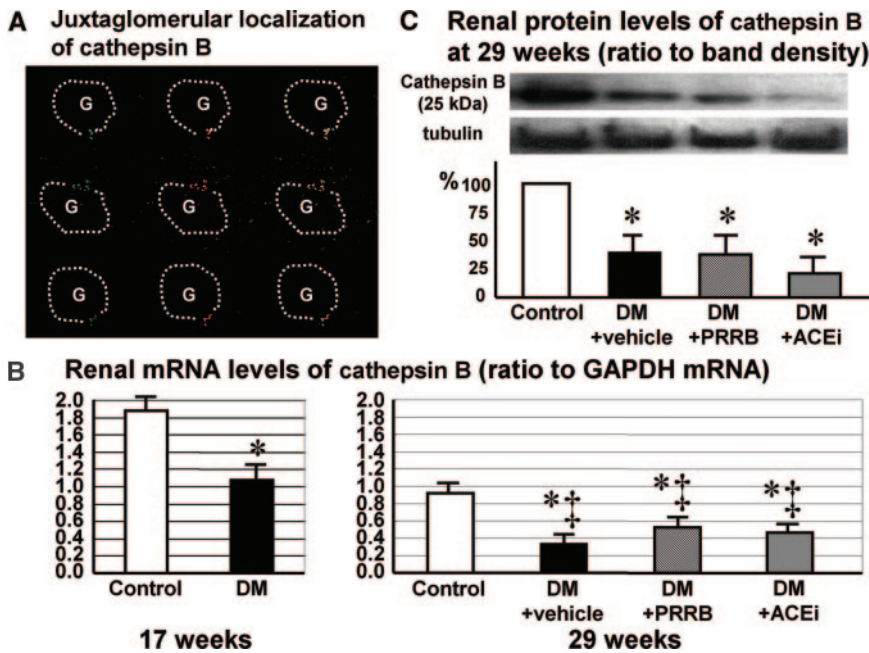 A Juxtaglomerular localization
of cathepsin B
G G G
G G G
G G G
C Renal protein levels of cathepsin B
at 29 weeks (ratio to band density)
Cathepsin B
(25 kDa)
tubulin
% 100
75
50
25
0
* * *
Control DM DM DM
+vehicle +PRRB +ACEi
B Renal mRNA levels of cathepsin B (ratio to GAPDH mRNA)
2.0
1.8
1.6
1.4
1.2
1.0
0.8
0.6
0.4
0.2
0.0
*
Control DM
17 weeks
2.0
1.8
1.6
1.4
1.2
1.0
0.8
0.6
0.4
0.2
0.0
*‡‡ *‡‡ *‡‡
Control DM DM DM
+vehicle +PRRB +ACEi
29 weeks